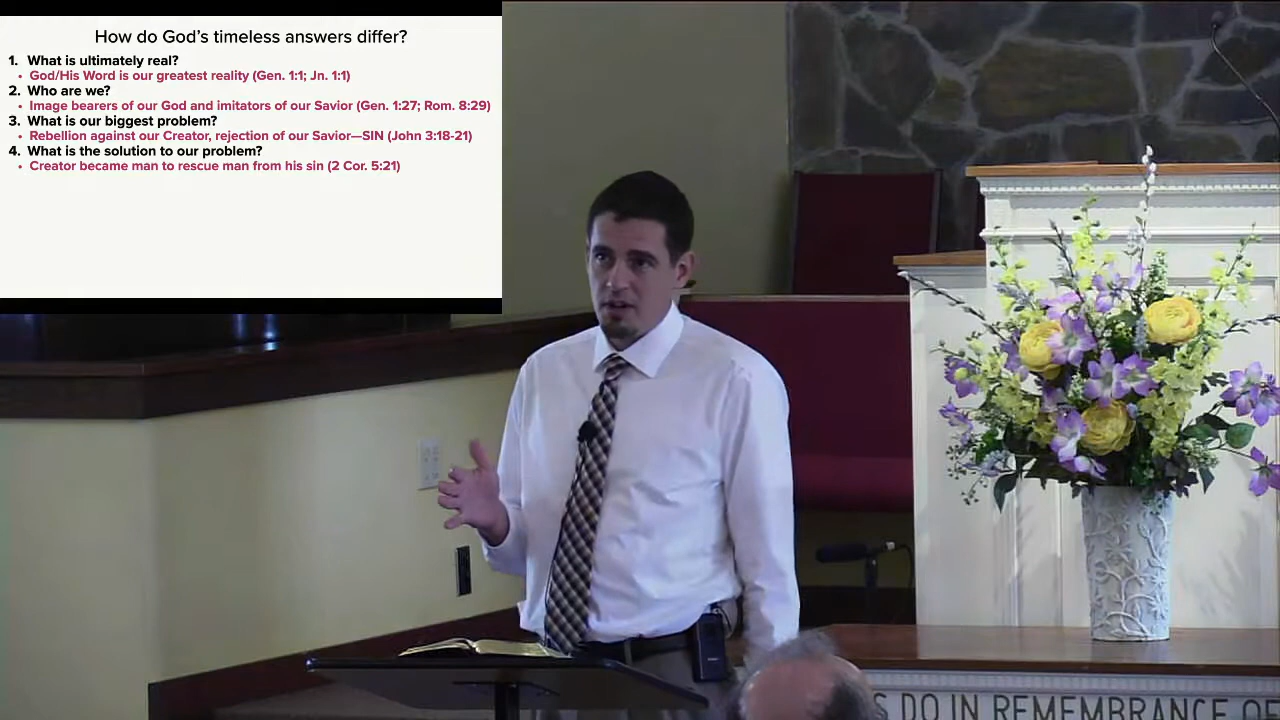 How do God's timeless answers differ?
1. What is ultimately real?
• God/His Word is our greatest reality (Gen. 1:1; Jn. 1:1)
2. Who are we?
• Image bearers of our God and imitators of our Savior (Gen. 1:27; Rom. 8:29)
3. What is our biggest problem?
• Rebellion against our Creator, rejection of our Savior—SIN (John 3:18-21)
4. What is the solution to our problem?
• Creator became man to rescue man from his sin (2 Cor. 5:21)
S DO IN REMEMBRANCE OF